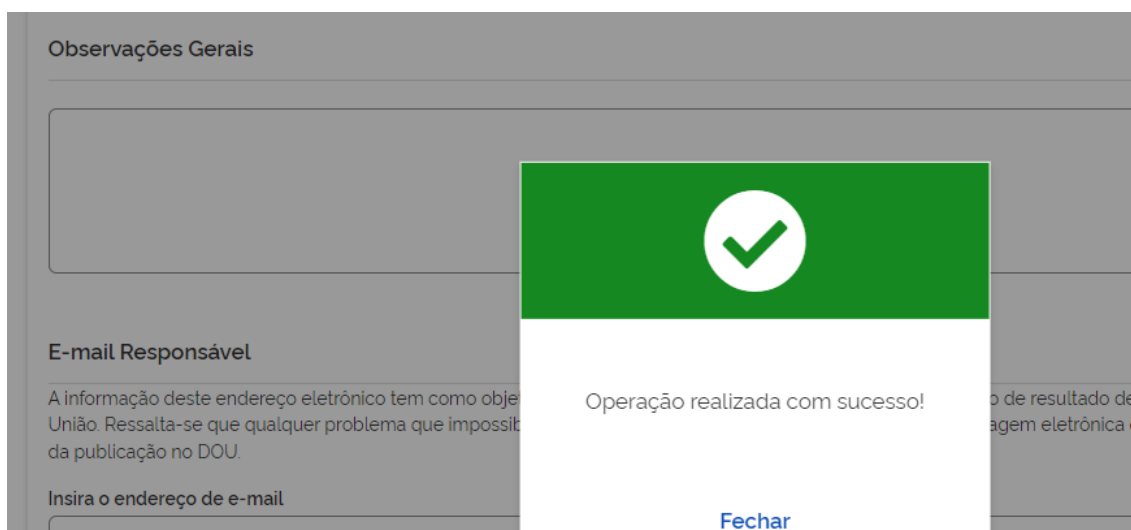 Observações Gerais
E-mail Responsável
A informação deste endereço eletrônico tem como obje
o de resultado de
União. Ressalta-se que qualquer problema que impossib
agem eletrônica
da publicação no DOU.
Insira o endereço de e-mail
Operação realizada com sucesso!
Fechar